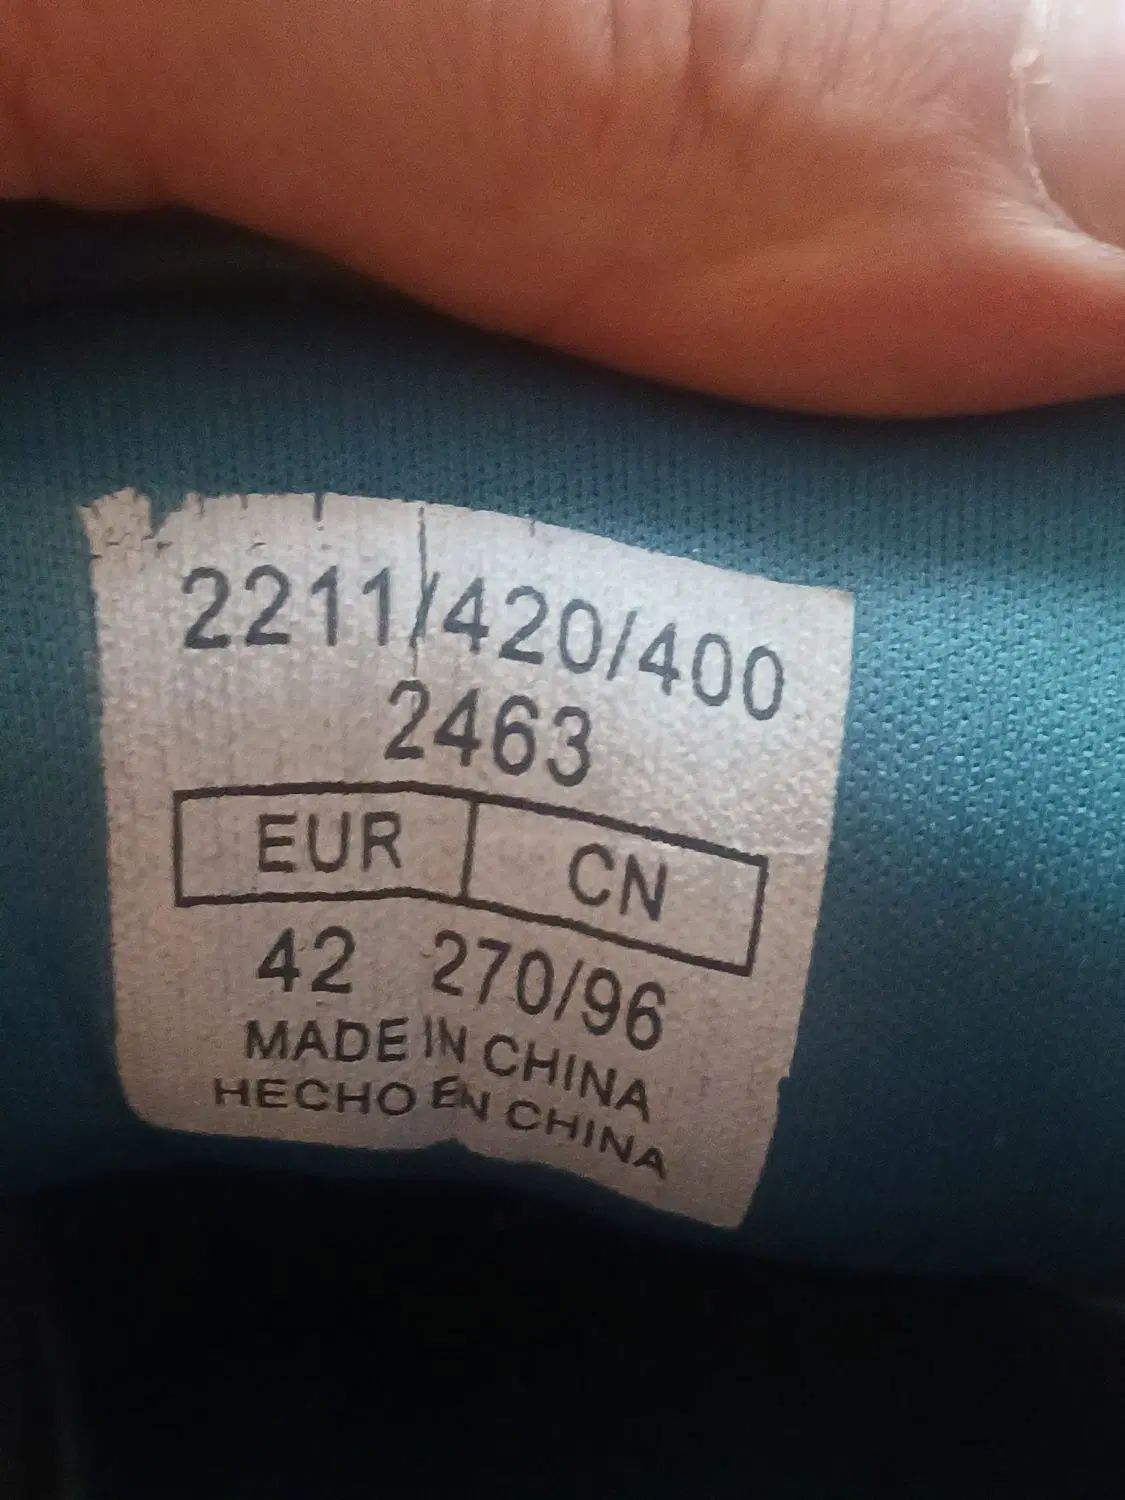 2211/420/400
2463
EUR CN
42 270/96
MADE IN CHINA
HECHO EN CHINA